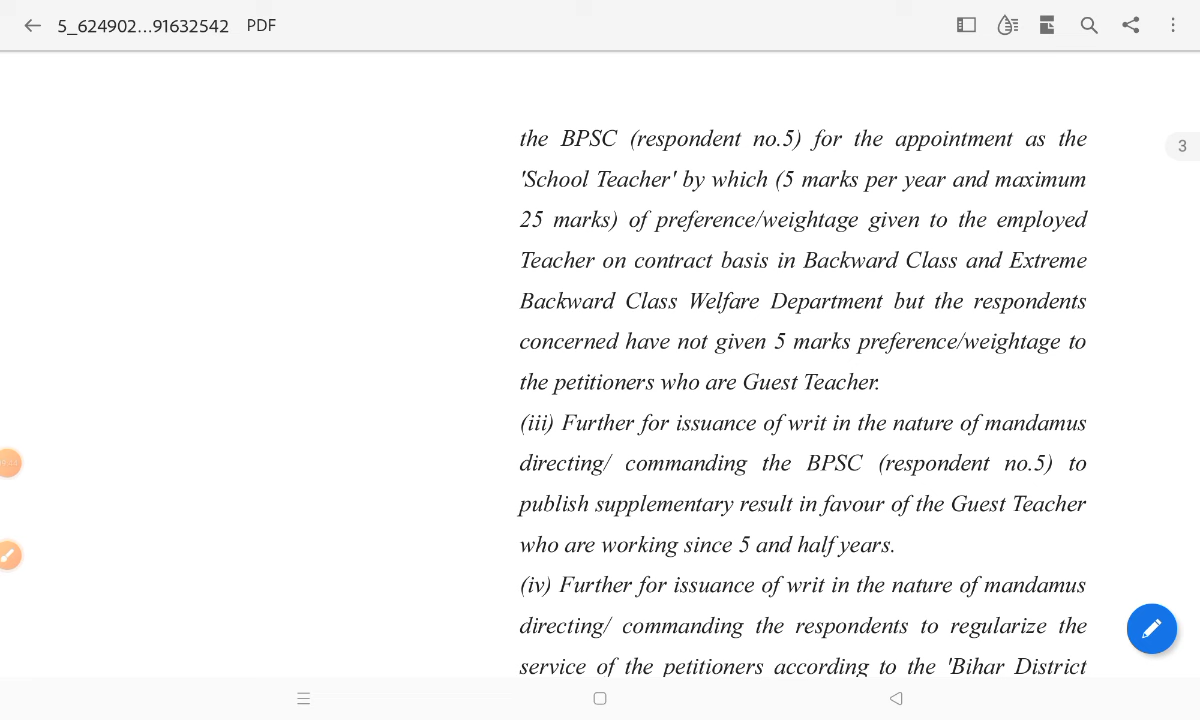 5_624902...91632542 PDF
the BPSC (respondent no.5) for the appointment as the
'School Teacher' by which (5 marks per year and maximum
25 marks) of preference/weightage given to the employed
Teacher on contract basis in Backward Class and Extreme
Backward Class Welfare Department but the respondents
concerned have not given 5 marks preference/weightage to
the petitioners who are Guest Teacher.
(iii) Further for issuance of writ in the nature of mandamus
directing/ commanding the BPSC (respondent no.5) to
publish supplementary result in favour of the Guest Teacher
who are working since 5 and half years.
(iv) Further for issuance of writ in the nature of mandamus
directing/ commanding the respondents to regularize the
service of the petitioners according to the 'Bihar District
3